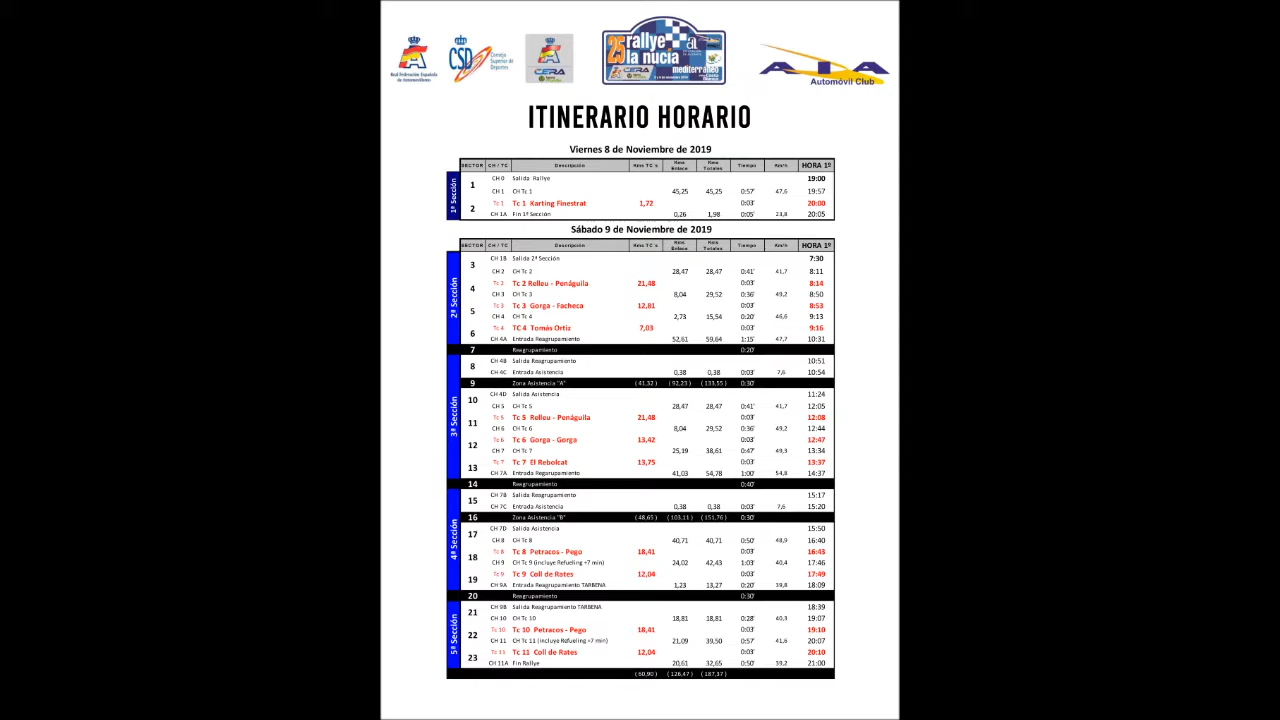 Real Federación Española
de Automovilismo
CSD Consejo
Superior de
Deportes
CERA
25 rallye
la nucia
mediterráneo
CERA
AIA
Automóvil Club
ITINERARIO HORARIO
Viernes 8 de Noviembre de 2019
SECTOR CH / TC Descripción Kms TC´s Kms Enlace Kms Totales Tiempo Km/h HORA 1º
1ª Sección
1 CH 0 Salida Rallye 19:00
CH 1 CH Tc 1 45,25 45,25 0:57' 47,6 19:57
2 Tc 1 Tc 1 Karting Finestrat 1,72 0:03' 20:00
CH 1A Fin 1ª Sección 0,26 1,98 0:05' 23,8 20:05
Sábado 9 de Noviembre de 2019
SECTOR CH / TC Descripción Kms TC´s Kms Enlace Kms Totales Tiempo Km/h HORA 1º
2ª Sección
3 CH 1B Salida 2ª Sección 7:30
CH 2 CH Tc 2 28,47 28,47 0:41' 41,7 8:11
4 Tc 2 Tc 2 Relleu - Penáguila 21,48 0:03' 8:14
CH 3 CH Tc 3 8,04 29,52 0:36' 49,2 8:50
5 Tc 3 Tc 3 Gorga - Facheca 12,81 0:03' 8:53
CH 4 CH Tc 4 2,73 15,54 0:20' 46,6 9:13
6 Tc 4 TC 4 Tomás Ortiz 7,03 0:03' 9:16
CH 4A Entrada Reagrupamiento 52,61 59,64 1:15' 47,7 10:31
7 Reagrupamiento 0:20'
3ª Sección
8 CH 4B Salida Reagrupamiento 10:51
CH 4C Entrada Asistencia 0,38 0,38 0:03' 7,6 10:54
9 Zona Asistencia "A" ( 41,32 ) ( 92,23 ) ( 133,55 ) 0:30'
10 CH 4D Salida Asistencia 11:24
CH 5 CH Tc 5 28,47 28,47 0:41' 41,7 12:05
11 Tc 5 Tc 5 Relleu - Penáguila 21,48 0:03' 12:08
CH 6 CH Tc 6 8,04 29,52 0:36' 49,2 12:44
12 Tc 6 Tc 6 Gorga - Gorga 13,42 0:03' 12:47
CH 7 CH Tc 7 25,19 38,61 0:47' 49,3 13:34
13 Tc 7 Tc 7 El Rebolcat 13,75 0:03' 13:37
CH 7A Entrada Regarupamiento 41,03 54,78 1:00' 54,8 14:37
14 Reagrupamiento 0:40'
4ª Sección
15 CH 7B Salida Reagrupamiento 15:17
CH 7C Entrada Asistencia 0,38 0,38 0:03' 7,6 15:20
16 Zona Asistencia "B" ( 48,65 ) ( 103,11 ) ( 151,76 ) 0:30'
17 CH 7D Salida Asistencia 15:50
CH 8 CH Tc 8 40,71 40,71 0:50' 48,9 16:40
18 Tc 8 Tc 8 Petracos - Pego 18,41 0:03' 16:43
CH 9 CH Tc 9 (incluye Refueling +7 min) 24,02 42,43 1:03' 40,4 17:46
19 Tc 9 Tc 9 Coll de Rates 12,04 0:03' 17:49
CH 9A Entrada Reagrupamiento TARBENA 1,23 13,27 0:20' 39,8 18:09
20 Reagrupamiento 0:30'
5ª Sección
21 CH 9B Salida Reagrupamiento TARBENA 18:39
CH 10 CH Tc 10 18,81 18,81 0:28' 40,3 19:07
22 Tc 10 Tc 10 Petracos - Pego 18,41 0:03' 19:10
CH 11 CH Tc 11 (Incluye Refueling +7 min) 21,09 39,50 0:57' 41,6 20:07
23 Tc 11 Tc 11 Coll de Rates 12,04 0:03' 20:10
CH 11A Fin Rallye 20,61 32,65 0:50' 39,2 21:00
( 60,90 ) ( 126,47 ) ( 187,37 )